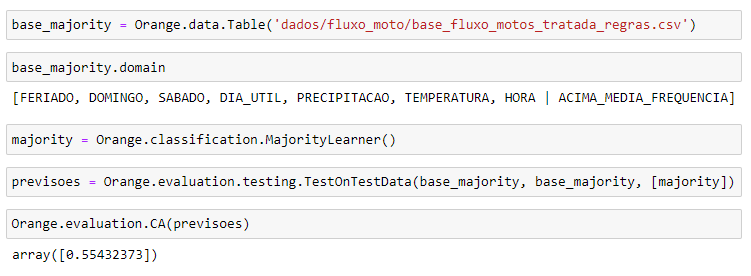 base_majority = Orange.data.Table('dados/fluxo_moto/base_fluxo_motos_tratada_regras.csv')
base_majority.domain
[FERIADO, DOMINGO, SABADO, DIA_UTIL, PRECIPITACAO, TEMPERATURA, HORA | ACIMA_MEDIA_FREQUENCIA]
majority = Orange.classification.MajorityLearner()
previsoes = Orange.evaluation.testing.TestOnTestData(base_majority, base_majority, [majority])
Orange.evaluation.CA(previsoes)
array([0.55432373])